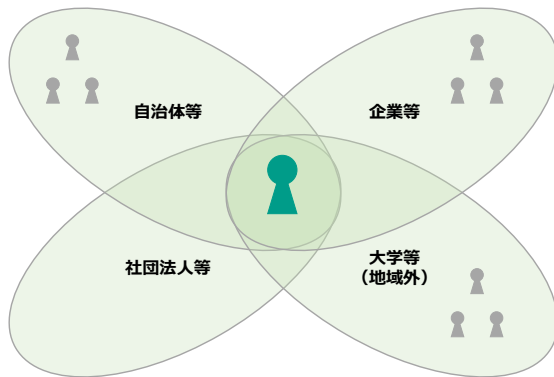 自治体等
企業等
社団法人等
大学等
（地域外）